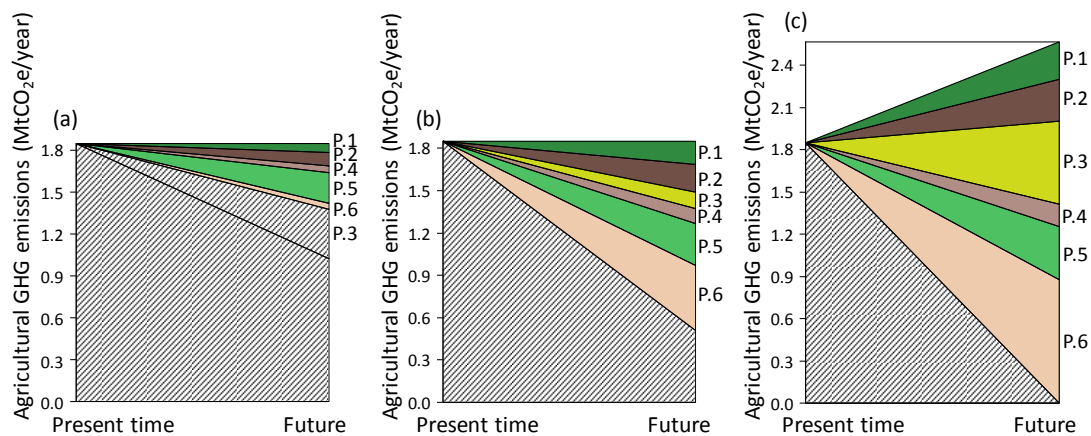 (a)
Agricultural GHG emissions (MtCO2e/year)
1.8
1.5
1.2
0.9
0.6
0.3
0.0
P.1
P.2
P.4
P.5
P.6
P.3
Present time
Future
(b)
Agricultural GHG emissions (MtCO2e/year)
1.8
1.5
1.2
0.9
0.6
0.3
0.0
P.1
P.2
P.3
P.4
P.5
P.6
Present time
Future
(c)
Agricultural GHG emissions (MtCO2e/year)
2.4
2.1
1.8
1.5
1.2
0.9
0.6
0.3
0.0
P.1
P.2
P.3
P.4
P.5
P.6
Present time
Future